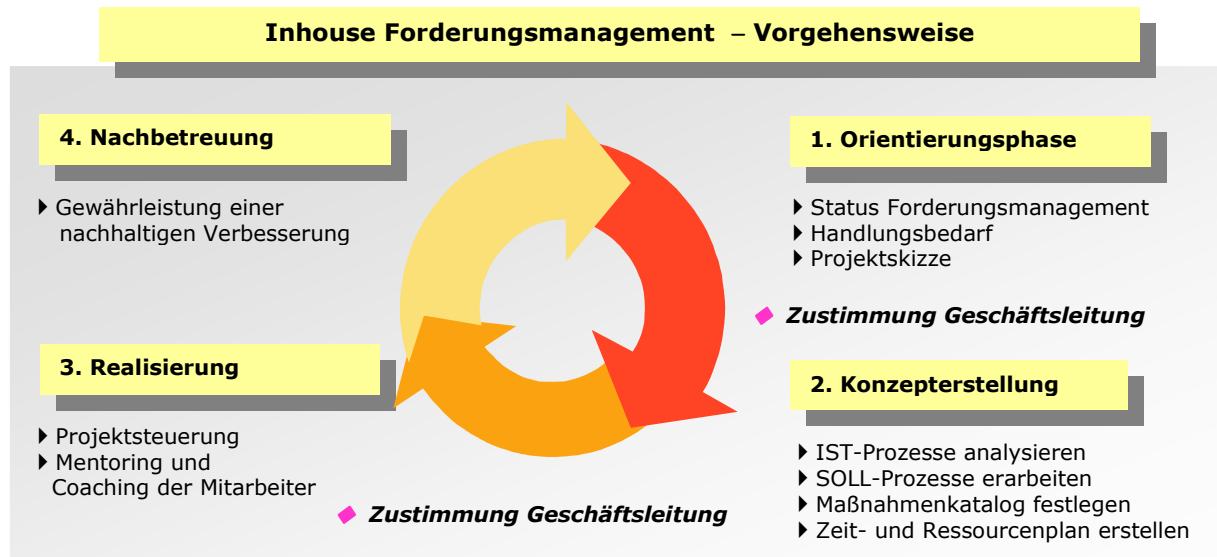 Inhouse Forderungsmanagement – Vorgehensweise
4. Nachbetreuung
Gewährleistung einer
nachhaltigen Verbesserung
1. Orientierungsphase
Status Forderungsmanagement
Handlungsbedarf
Projektskizze
Zustimmung Geschäftsleitung
2. Konzepterstellung
IST-Prozesse analysieren
SOLL-Prozesse erarbeiten
Maßnahmenkatalog festlegen
Zeit- und Ressourcenplan erstellen
3. Realisierung
Projektsteuerung
Mentoring und
Coaching der Mitarbeiter
Zustimmung Geschäftsleitung